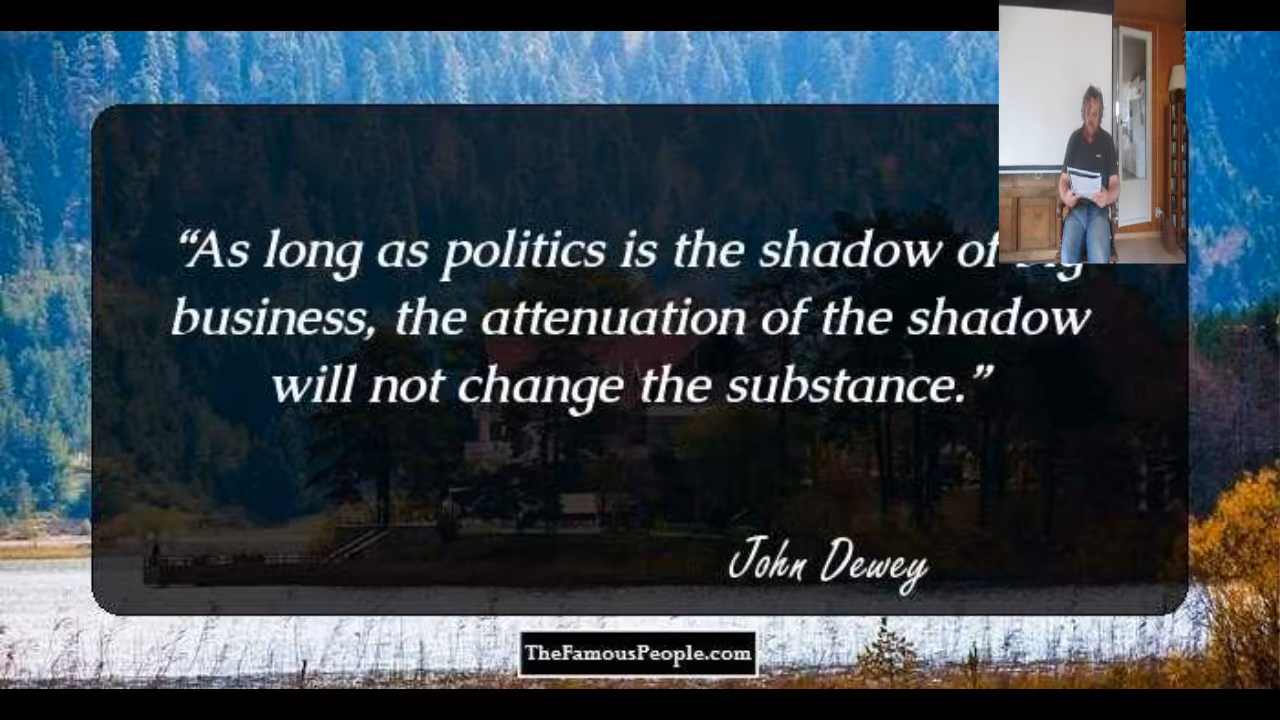 “As long as politics is the shadow of
business, the attenuation of the shadow
will not change the substance.”
John Dewey
TheFamousPeople.com